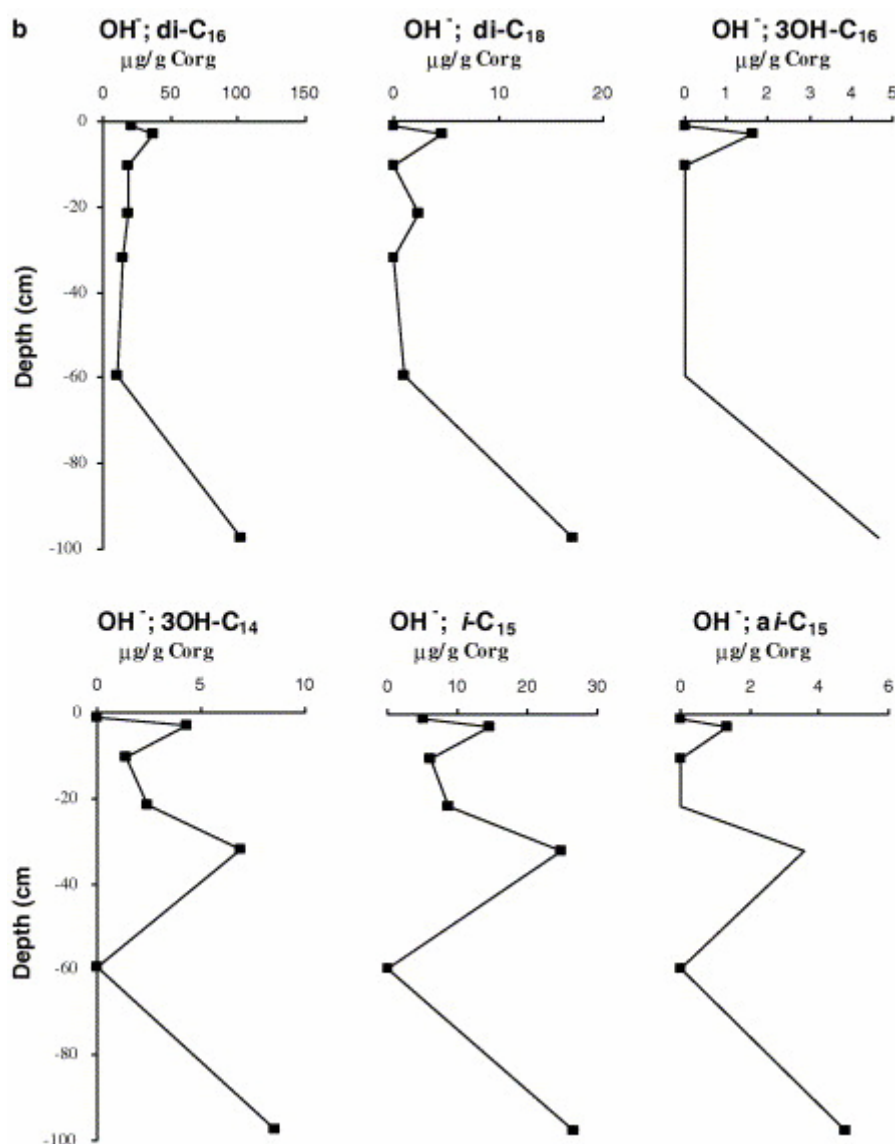 b
OH⁻; di-C₁₆ OH⁻; di-C₁₈ OH⁻; 3OH-C₁₆
µg/g Corg µg/g Corg µg/g Corg
0 50 100 150 0 10 20 0 1 2 3 4 5
0
-20
-40
-60
-80
-100
Depth (cm)
OH⁻; 3OH-C₁₄ OH⁻; i-C₁₅ OH⁻; ai-C₁₅
µg/g Corg µg/g Corg µg/g Corg
0 5 10 0 10 20 30 0 2 4 6
0
-20
-40
-60
-80
-100
Depth (cm